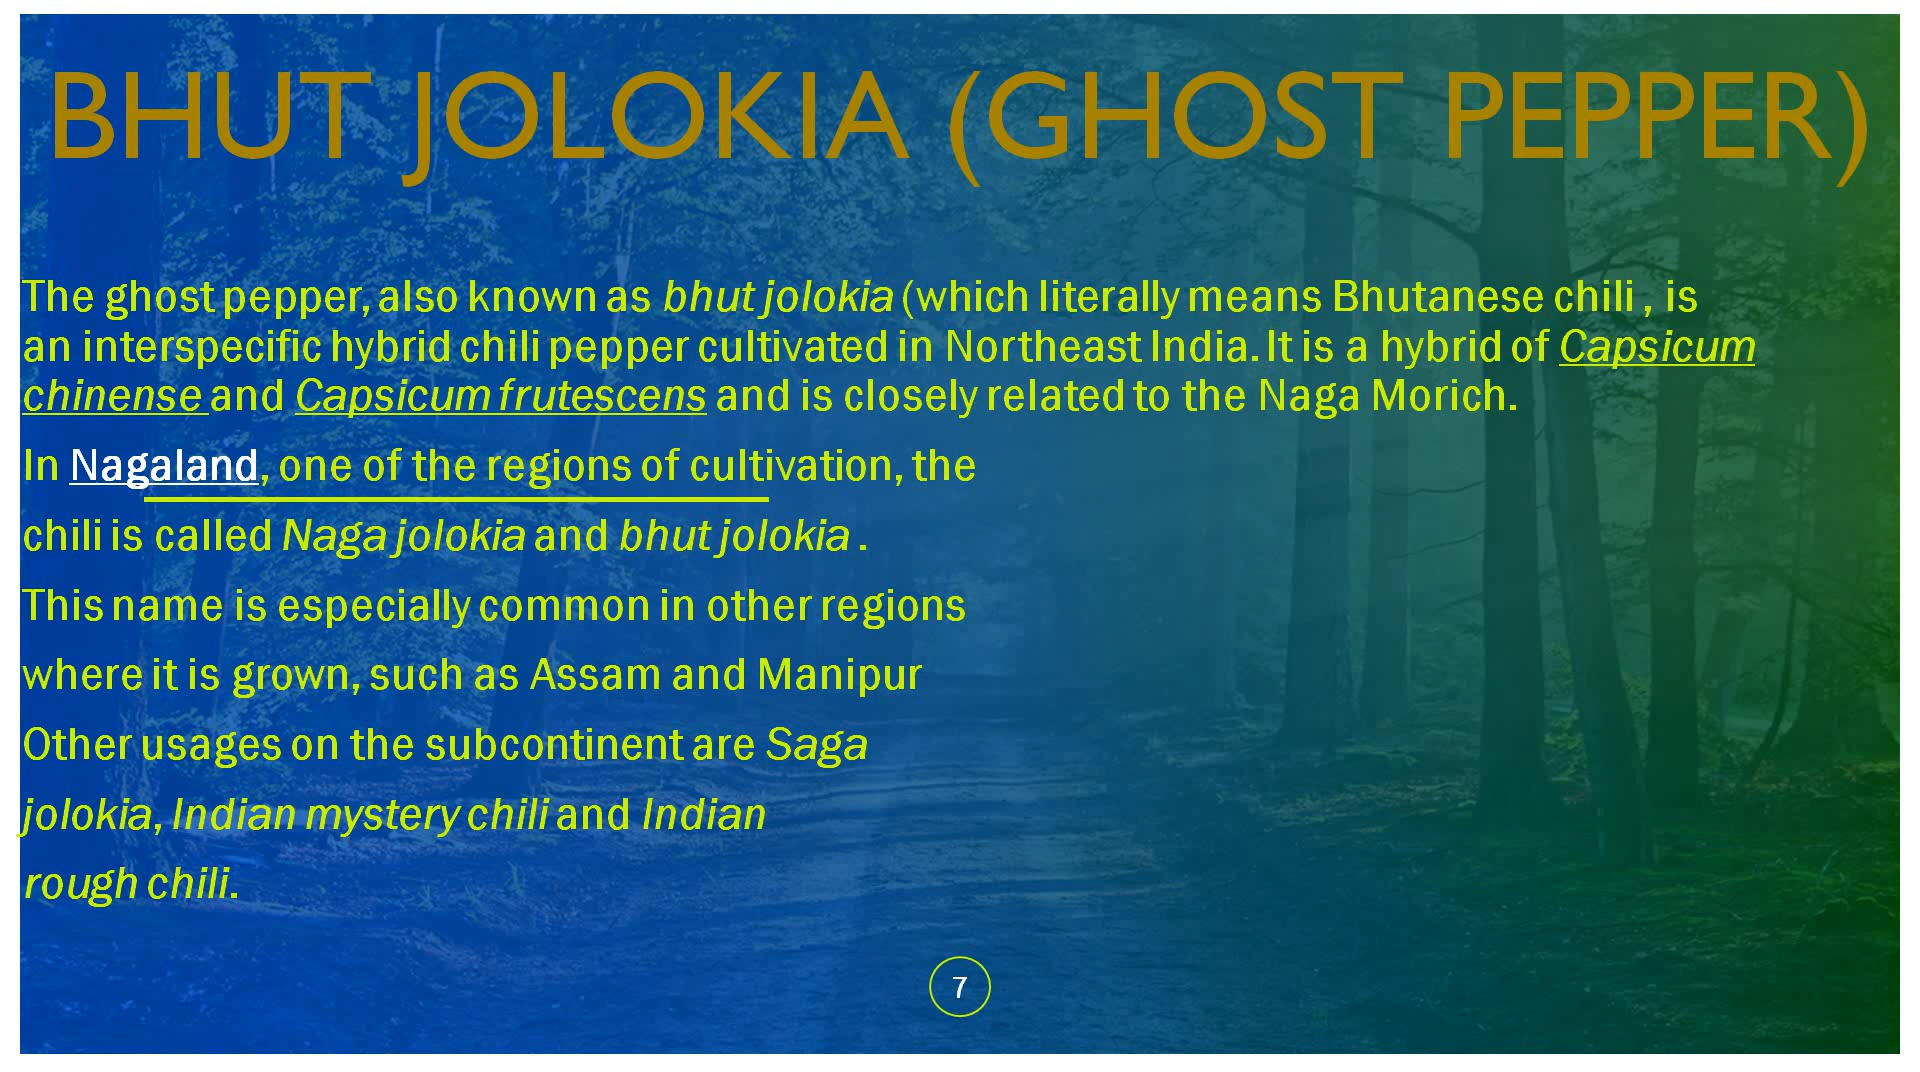 BHUT JOLOKIA (GHOST PEPPER)
The ghost pepper, also known as bhut jolokia (which literally means Bhutanese chili , is
an interspecific hybrid chili pepper cultivated in Northeast India. It is a hybrid of Capsicum
chinense and Capsicum frutescens and is closely related to the Naga Morich.
In Nagaland, one of the regions of cultivation, the
chili is called Naga jolokia and bhut jolokia .
This name is especially common in other regions
where it is grown, such as Assam and Manipur
Other usages on the subcontinent are Saga
jolokia, Indian mystery chili and Indian
rough chili.
7